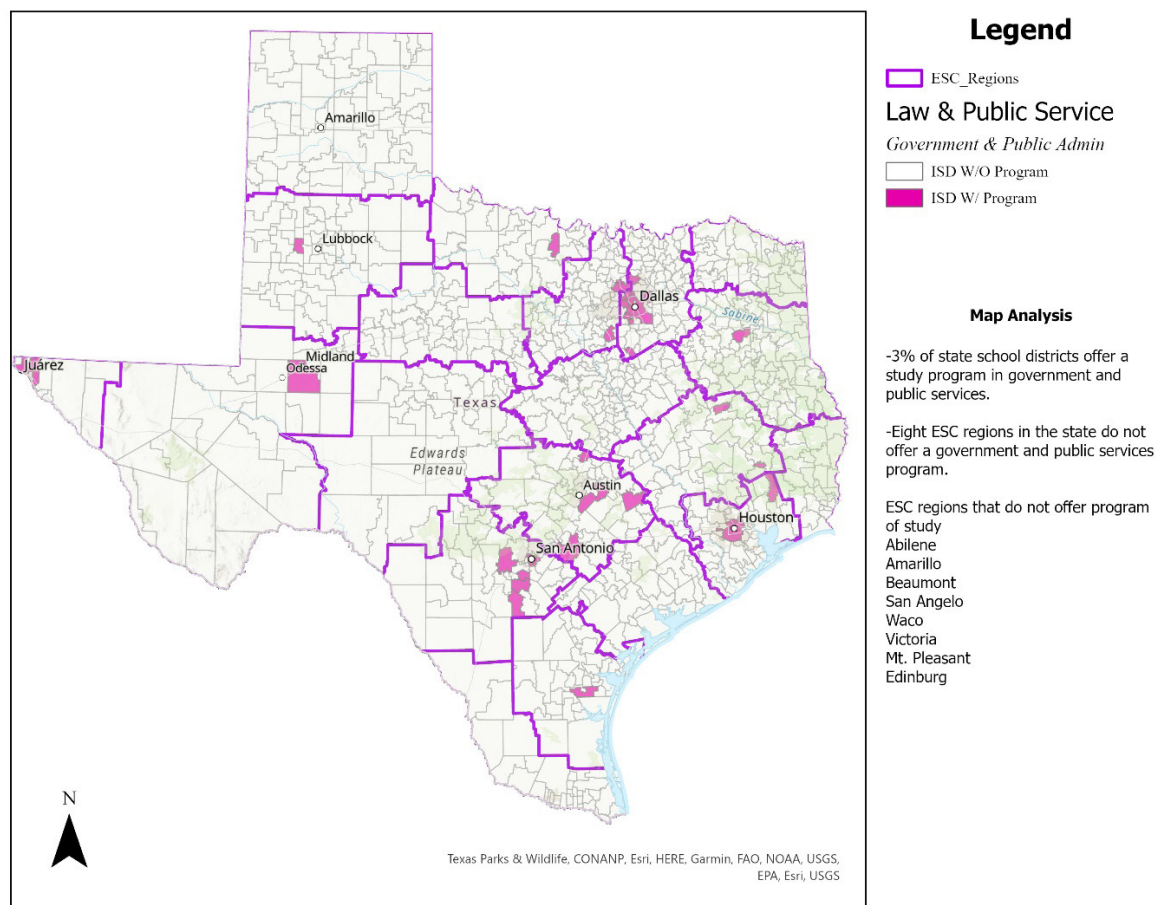 Amarillo
Lubbock
Dallas
Sabine
Midland
Odessa
Juárez
Texas
Edwards
Plateau
Austin
Houston
San Antonio
N
Texas Parks & Wildlife, CONANP, Esri, HERE, Garmin, FAO, NOAA, USGS,
EPA, Esri, USGS
Legend
ESC_Regions
Law & Public Service
Government & Public Admin
ISD W/O Program
ISD W/ Program
Map Analysis
-3% of state school districts offer a
study program in government and
public services.
-Eight ESC regions in the state do not
offer a government and public services
program.
ESC regions that do not offer program
of study
Abilene
Amarillo
Beaumont
San Angelo
Waco
Victoria
Mt. Pleasant
Edinburg